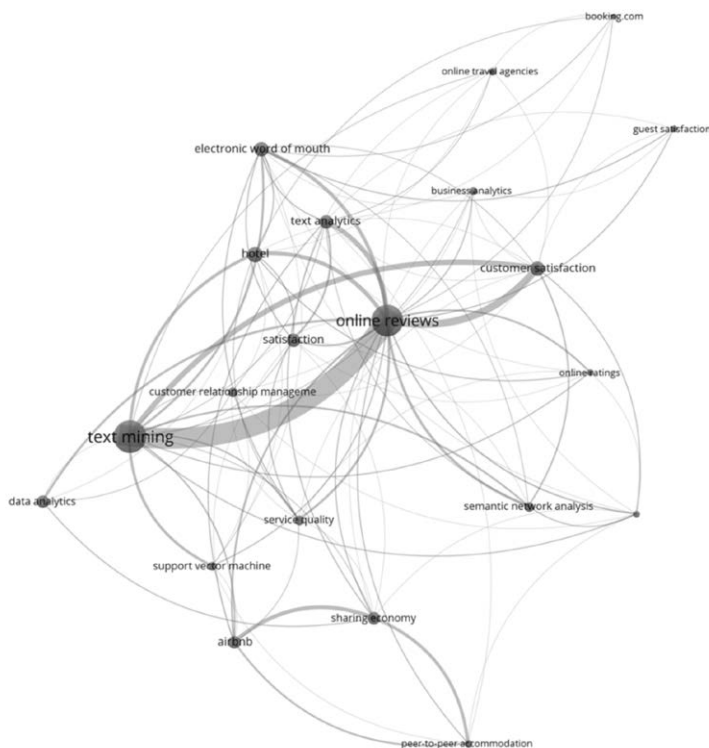 booking.com
online travel agencies
guest satisfaction
electronic word of mouth
business analytics
text analytics
hotel
customer satisfaction
online reviews
satisfaction
online ratings
customer relationship manageme
text mining
data analytics
semantic network analysis
service quality
support vector machine
sharing economy
airbnb
peer-to-peer accommodation